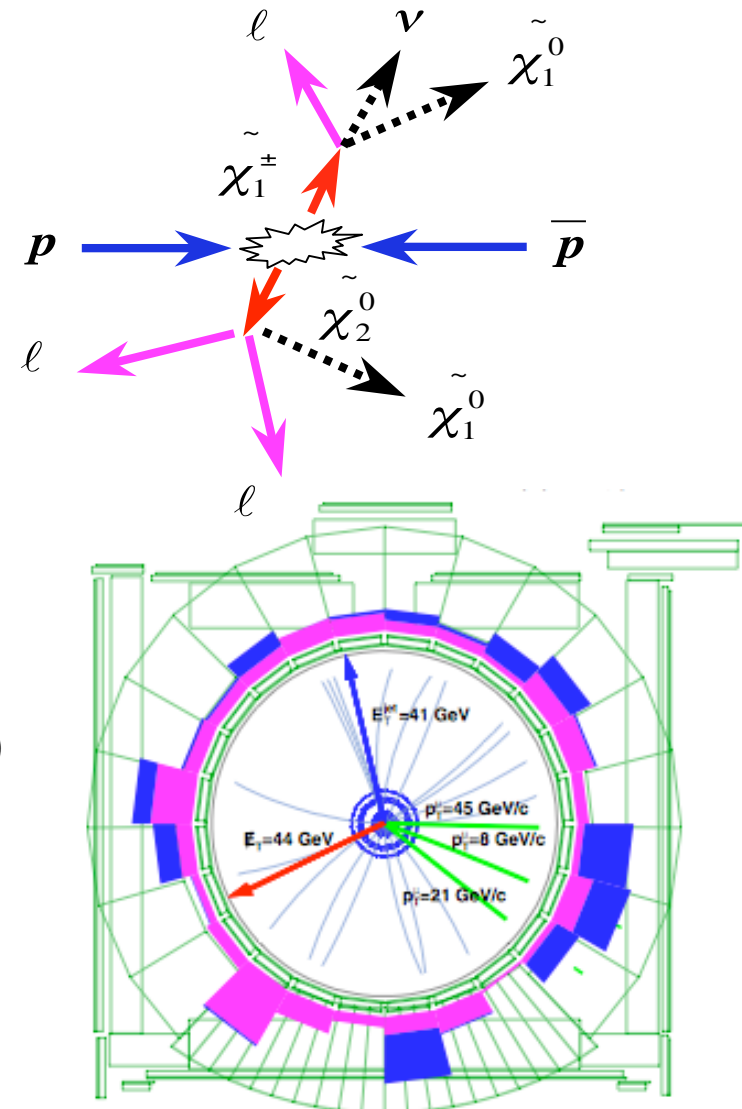 ℓ ν χ̃₁⁰
χ̃₁±
p p̅
χ̃₂⁰
ℓ
χ̃₁⁰
ℓ
E_T^jet=41 GeV
p_T^μ=45 GeV/c
E_T=44 GeV p_T^μ=8 GeV/c
p_T^μ=21 GeV/c
)